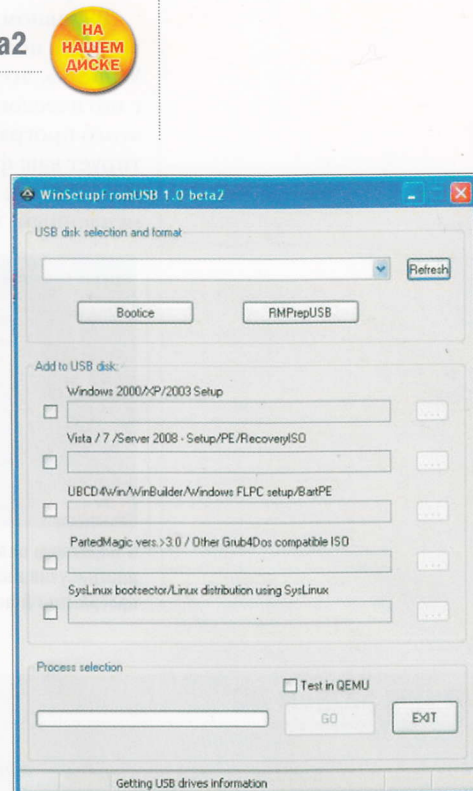 a2
НА
НАШЕМ
ДИСКЕ
WinSetupFromUSB 1.0 beta2
USB disk selection and format
Refresh
Bootice RMPrepUSB
Add to USB disk:
Windows 2000/XP/2003 Setup
...
Vista / 7 /Server 2008 - Setup/PE/RecoveryISO
...
UBCD4Win/WinBuilder/Windows FLPC setup/BartPE
...
PartedMagic vers.>3.0 / Other Grub4Dos compatible ISO
...
SysLinux bootsector/Linux distribution using SysLinux
...
Process selection
Test in QEMU
GO EXIT
Getting USB drives information